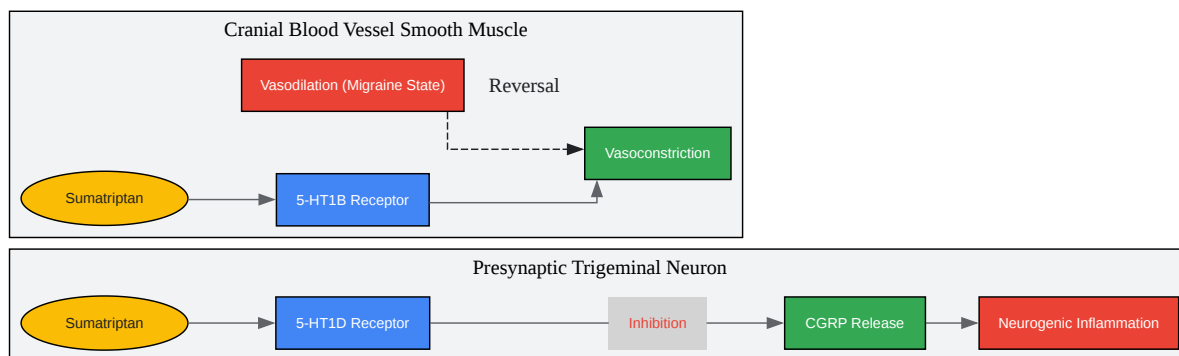 Cranial Blood Vessel Smooth Muscle
Vasodilation (Migraine State)
Reversal
Vasoconstriction
Sumatriptan
5-HT1B Receptor
Presynaptic Trigeminal Neuron
Sumatriptan
5-HT1D Receptor
Inhibition
CGRP Release
Neurogenic Inflammation